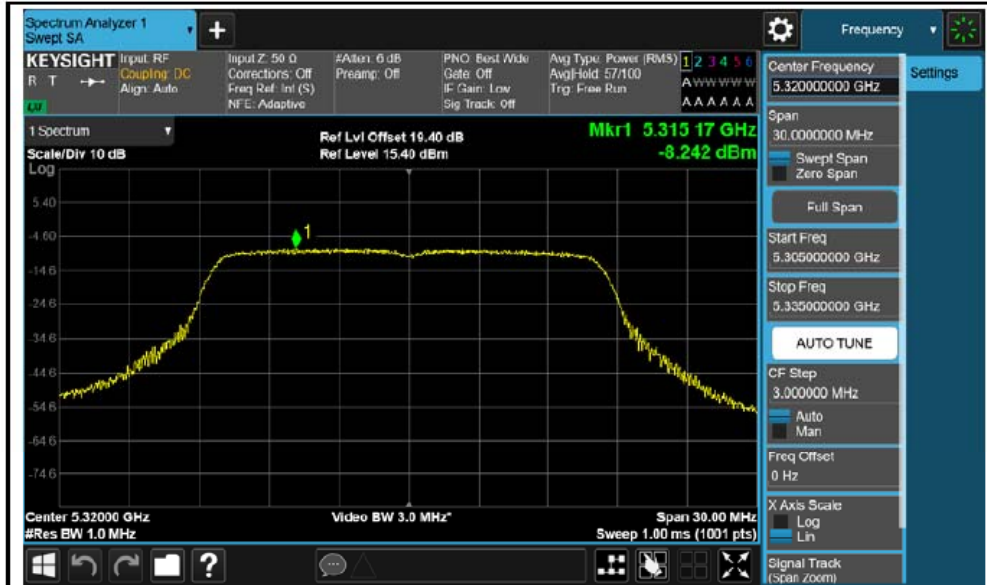 Spectrum Analyzer 1
Swept SA
+
Frequency
KEYSIGHT
R T
Input: RF
Coupling: DC
Align: Auto
Input Z: 50 Ω
Corrections: Off
Freq Ref: Int (S)
NFE: Adaptive
#Atten: 6 dB
Preamp: Off
PNO: Best Wide
Gate: Off
IF Gain: Low
Sig Track: Off
Avg Type: Power (RMS)
Avg|Hold: 57/100
Trig: Free Run
1 2 3 4 5 6
A W W W W W
A A A A A A
1 Spectrum
Scale/Div 10 dB
Ref Lvl Offset 19.40 dB
Ref Level 15.40 dBm
Mkr1 5.315 17 GHz
-8.242 dBm
Log
5.40
-4.60
-14.6
-24.6
-34.6
-44.6
-54.6
-64.6
-74.6
1
Center 5.32000 GHz
#Res BW 1.0 MHz
Video BW 3.0 MHz*
Span 30.00 MHz
Sweep 1.00 ms (1001 pts)
Center Frequency
5.320000000 GHz
Span
30.0000000 MHz
Swept Span
Zero Span
Full Span
Start Freq
5.305000000 GHz
Stop Freq
5.335000000 GHz
AUTO TUNE
CF Step
3.000000 MHz
Auto
Man
Freq Offset
0 Hz
X Axis Scale
Log
Lin
Signal Track
(Span Zoom)
Settings
?